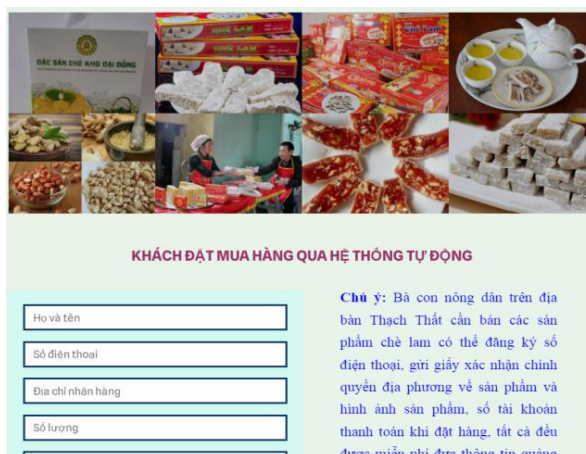 ĐẶC SẢN CHÈ KHO ĐẠI ĐỒNG
Chè Lam
KHÁCH ĐẶT MUA HÀNG QUA HỆ THỐNG TỰ ĐỘNG
Họ và tên
Số điện thoại
Địa chỉ nhận hàng
Số lượng
Chú ý: Bà con nông dân trên địa
bàn Thạch Thất cần bán các sản
phẩm chè lam có thể đăng ký số
điện thoại, gửi giấy xác nhận chính
quyền địa phương về sản phẩm và
hình ảnh sản phẩm, số tài khoản
thanh toán khi đặt hàng, tất cả đều
được miễn phí đưa thông tin quảng